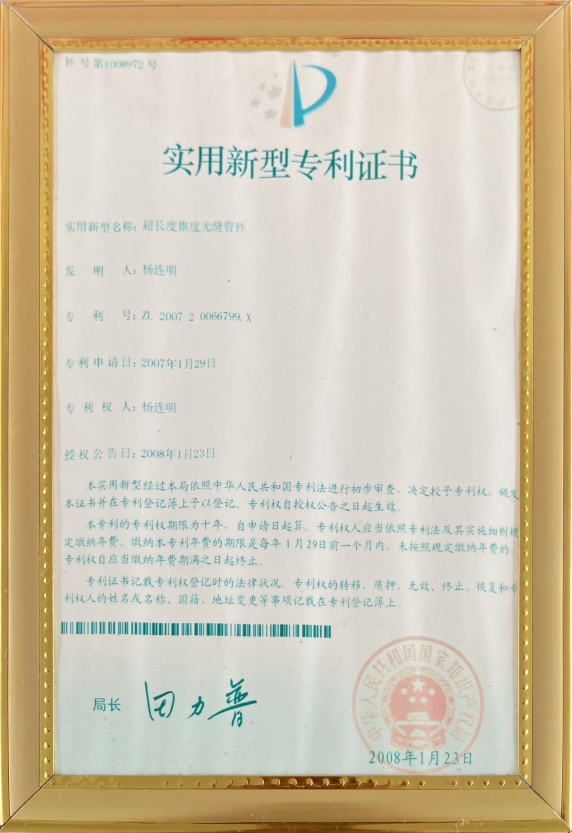 书号第1008972号
实用新型专利证书
实用新型名称：超长度锥度无缝管件
发 明 人：杨连明
专 利 号：ZL 2007 2 0066799.X
专利申请日：2007年1月29日
专 利 权 人：杨连明
授权公告日：2008年1月23日
本实用新型经过本局依照中华人民共和国专利法进行初步审查，决定授予专利权，颁发
本证书并在专利登记簿上予以登记。专利权自授权公告之日起生效。
本专利的专利权期限为十年，自申请日起算。专利权人应当依照专利法及其实施细则规
定缴纳年费。缴纳本专利年费的期限是每年1月29日前一个月内。未按照规定缴纳年费的，
专利权自应当缴纳年费期满之日起终止。
专利证书记载专利权登记时的法律状况。专利权的转移、质押、无效、终止、恢复和专
利权人的姓名或名称、国籍、地址变更等事项记载在专利登记簿上。
局长 田力普
中华人民共和国国家知识产权局
2008年1月23日